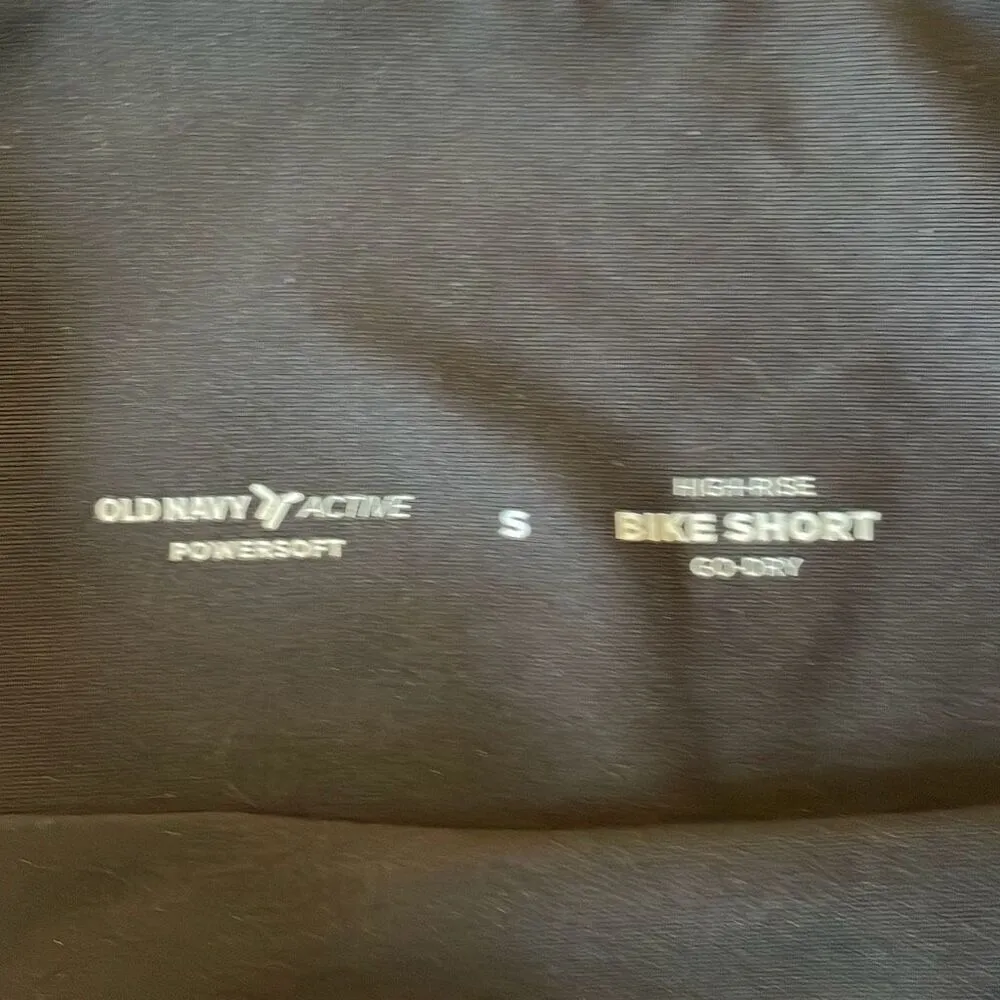 OLD NAVY ACTIVE
POWERSOFT
S
HIGH-RISE
BIKE SHORT
GO-DRY